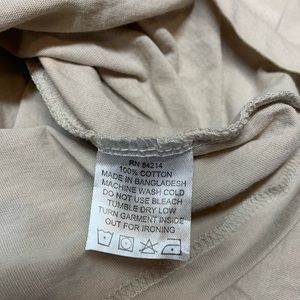 RN 84214
100% COTTON
MADE IN BANGLADESH
MACHINE WASH COLD
DO NOT USE BLEACH
TUMBLE DRY LOW
TURN GARMENT INSIDE
OUT FOR IRONING